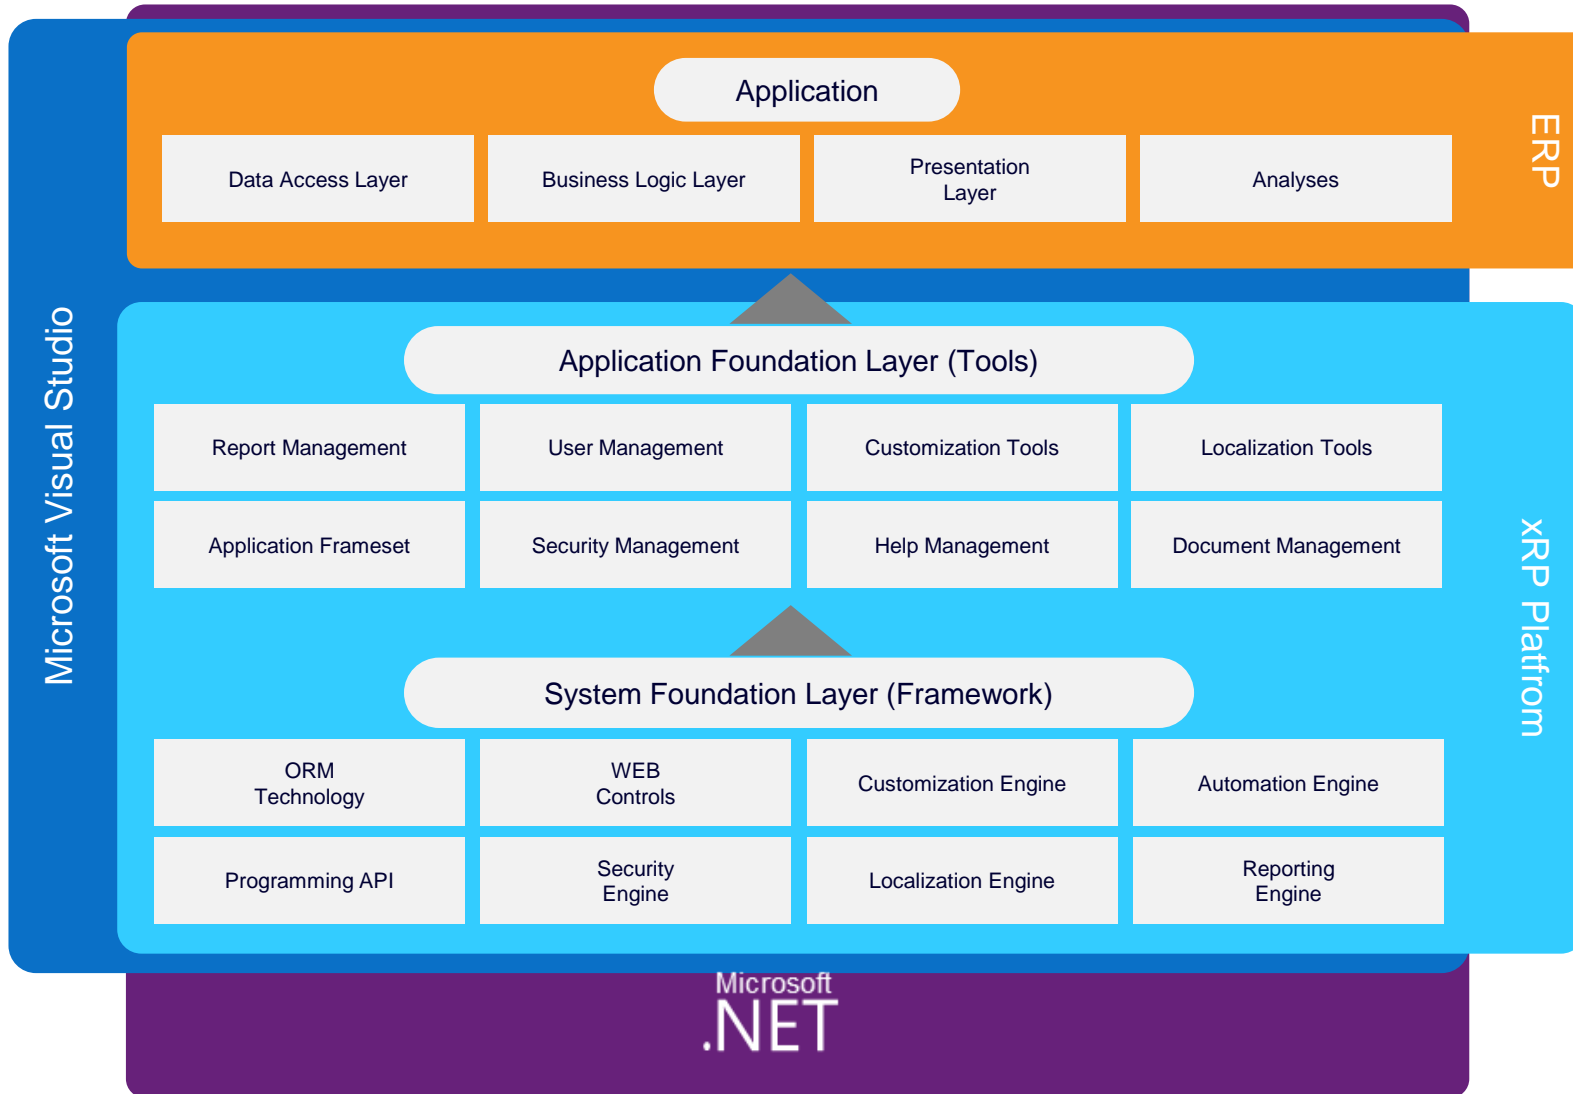 Application
Data Access Layer
Business Logic Layer
Presentation
Layer
Analyses
ERP
Microsoft Visual Studio
Application Foundation Layer (Tools)
Report Management
User Management
Customization Tools
Localization Tools
Application Frameset
Security Management
Help Management
Document Management
xRP Platfrom
System Foundation Layer (Framework)
ORM
Technology
WEB
Controls
Customization Engine
Automation Engine
Programming API
Security
Engine
Localization Engine
Reporting
Engine
Microsoft
.NET